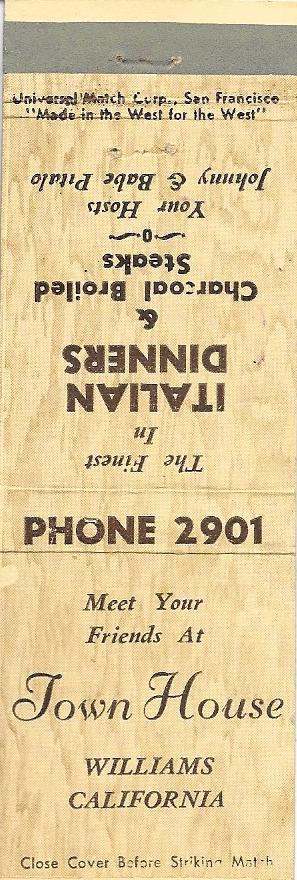 Universal Match Corp., San Francisco
"Made in the West for the West"
The Finest
In
ITALIAN
DINNERS
&
Charcoal Broiled
Steaks
-0-
Your Hosts
Johnny & Babe Pitalo
PHONE 2901
Meet Your
Friends At
Town House
WILLIAMS
CALIFORNIA
Close Cover Before Striking Match